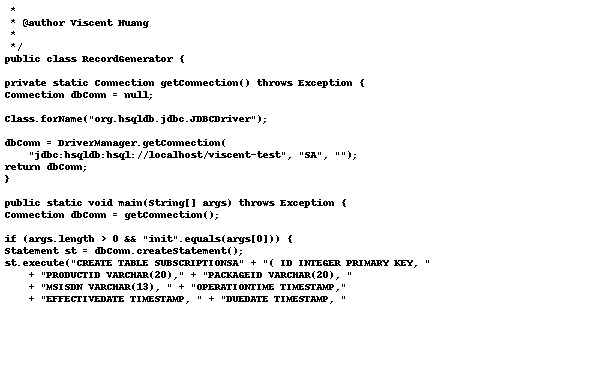 *
* @author Viscent Huang
*
*/
public class RecordGenerator {
private static Connection getConnection() throws Exception {
Connection dbConn = null;
Class.forName("org.hsqldb.jdbc.JDBCDriver");
dbConn = DriverManager.getConnection(
"jdbc:hsqldb:hsql://localhost/viscent-test", "SA", "");
return dbConn;
}
public static void main(String[] args) throws Exception {
Connection dbConn = getConnection();
if (args.length > 0 && "init".equals(args[0])) {
Statement st = dbConn.createStatement();
st.execute("CREATE TABLE SUBSCRIPTIONSA" + "( ID INTEGER PRIMARY KEY, "
+ "PRODUCTID VARCHAR(20)," + "PACKAGEID VARCHAR(20), "
+ "MSISDN VARCHAR(13), " + "OPERATIONTIME TIMESTAMP,"
+ "EFFECTIVEDATE TIMESTAMP, " + "DUEDATE TIMESTAMP, "